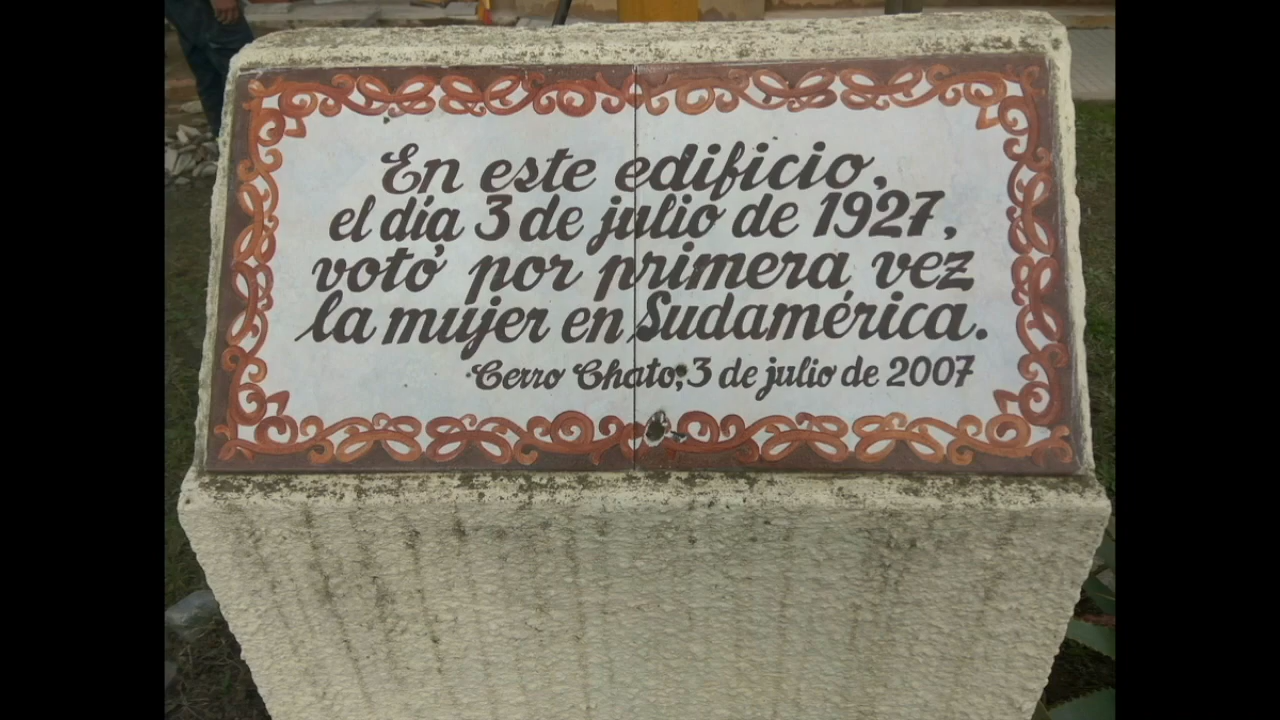 En este edificio,
el día 3 de julio de 1927,
votó por primera vez
la mujer en Sudamérica.
Cerro Chato, 3 de julio de 2007